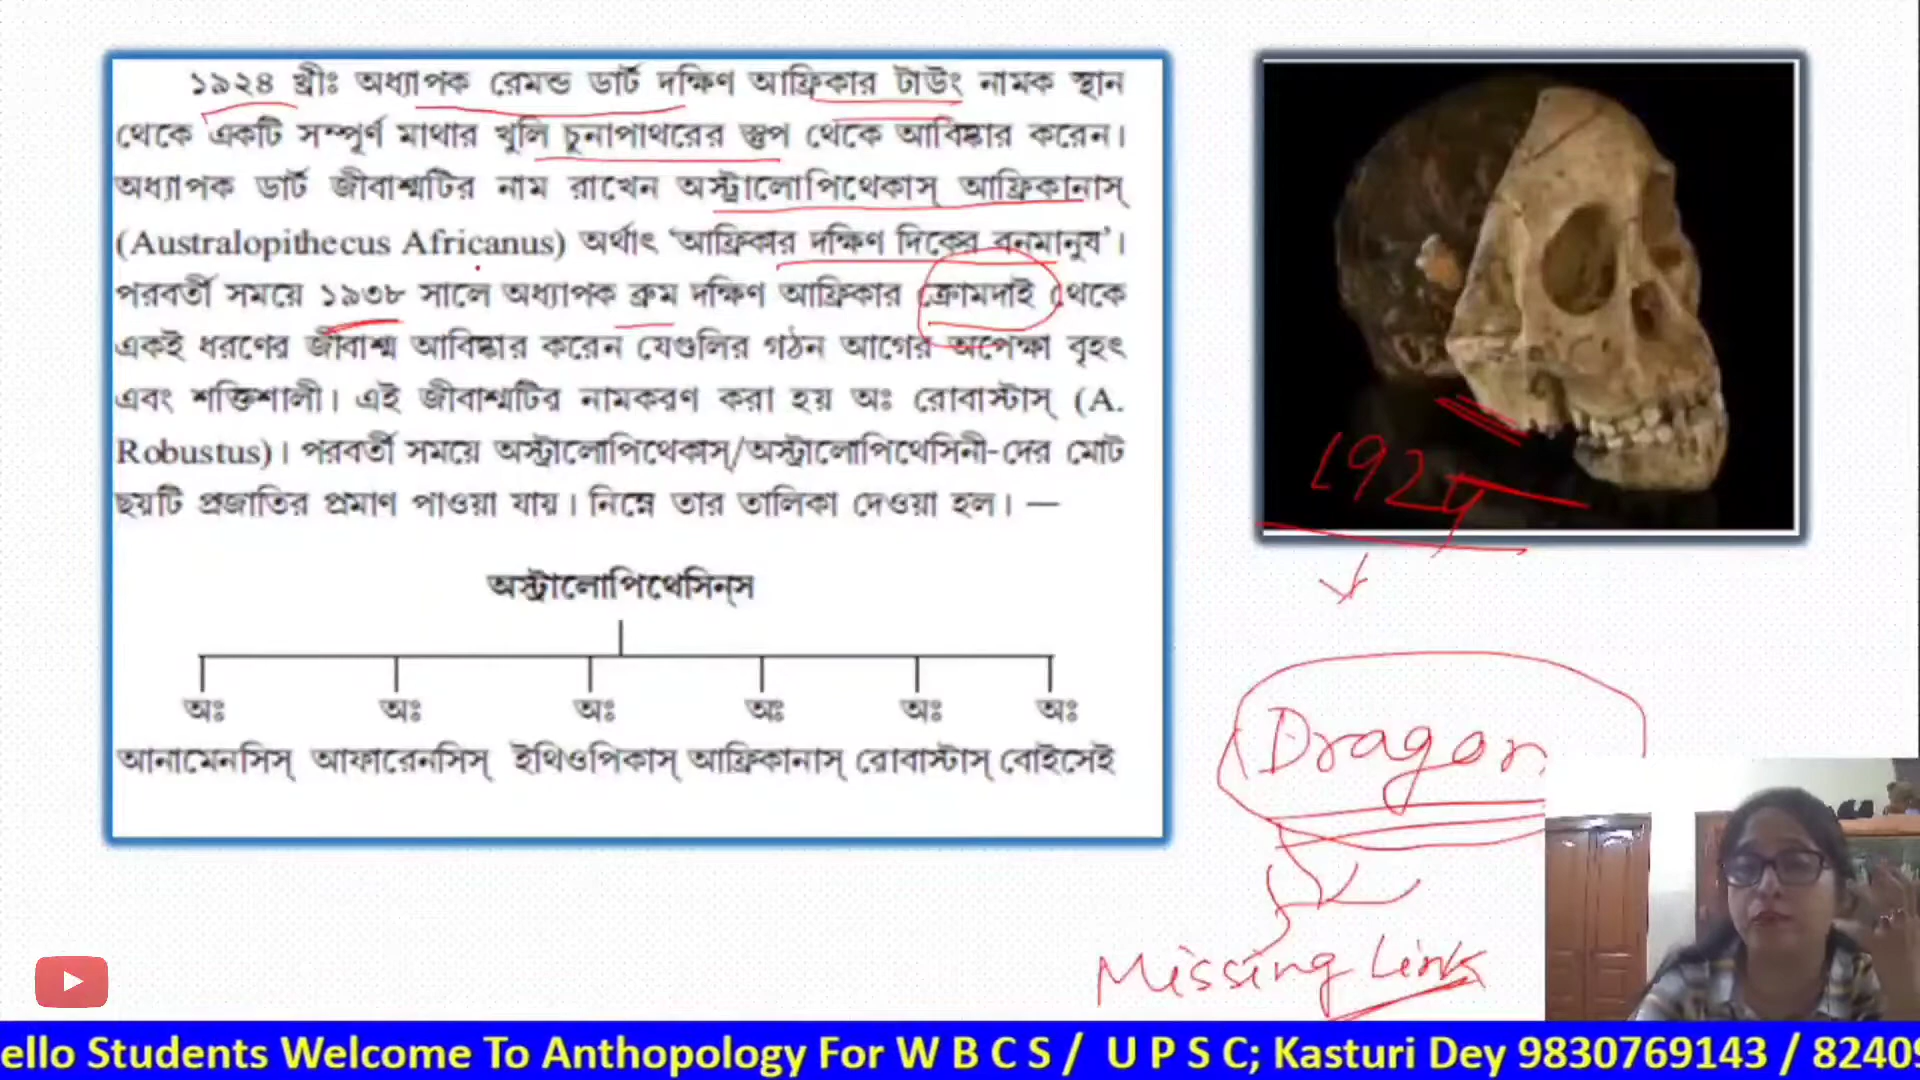 ১৯২৪ খ্রীঃ অধ্যাপক রেমন্ড ডার্ট দক্ষিণ আফ্রিকার টাউং নামক স্থান
থেকে একটি সম্পূর্ণ মাথার খুলি চুনাপাথরের স্তুপ থেকে আবিষ্কার করেন।
অধ্যাপক ডার্ট জীবাশ্মটির নাম রাখেন অস্ট্রালোপিথেকাস্ আফ্রিকানাস্
(Australopithecus Africanus) অর্থাৎ ‘আফ্রিকার দক্ষিণ দিকের বনমানুষ’।
পরবর্তী সময়ে ১৯৩৮ সালে অধ্যাপক ব্রুম দক্ষিণ আফ্রিকার ক্রোমদাই থেকে
একই ধরণের জীবাশ্ম আবিষ্কার করেন যেগুলির গঠন আগের অপেক্ষা বৃহৎ
এবং শক্তিশালী। এই জীবাশ্মটির নামকরণ করা হয় অঃ রোবাস্টাস্ (A.
Robustus)। পরবর্তী সময়ে অস্ট্রালোপিথেকাস্/অস্ট্রালোপিথেসিনী-দের মোট
ছয়টি প্রজাতির প্রমাণ পাওয়া যায়। নিম্নে তার তালিকা দেওয়া হল। —
অস্ট্রালোপিথেসিন্‌স
অঃ অঃ অঃ অঃ অঃ অঃ
আনামেনসিস্ আফারেনসিস্ ইথিওপিকাস্ আফ্রিকানাস্ রোবাস্টাস্ বোইসেই
1924
Dragon
Missing Link
ello Students Welcome To Anthopology For W B C S / U P S C; Kasturi Dey 9830769143 / 82409